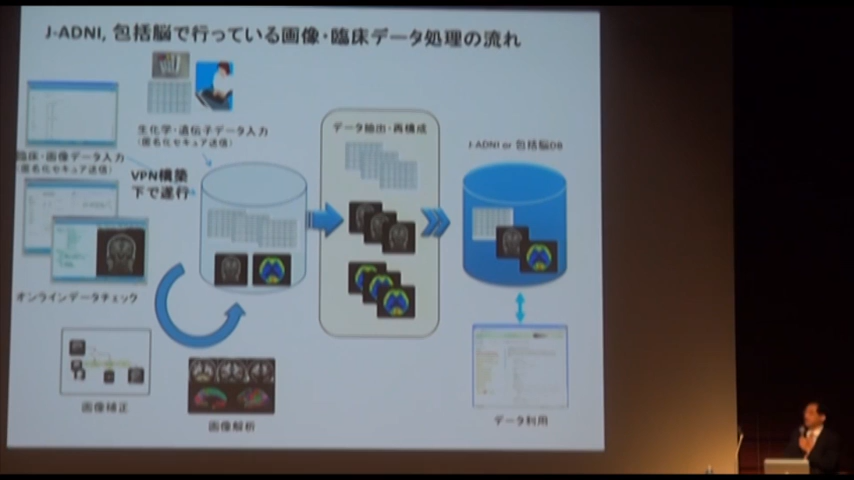 J-ADNI, 包括脳で行っている画像・臨床データ処理の流れ
生化学・遺伝子データ入力
(匿名化セキュア送信)
データ抽出・再構成
J-ADNI or 包括脳DB
臨床・画像データ入力
(匿名化セキュア送信)
VPN構築
下で遂行
オンラインデータチェック
画像補正
画像解析
データ利用